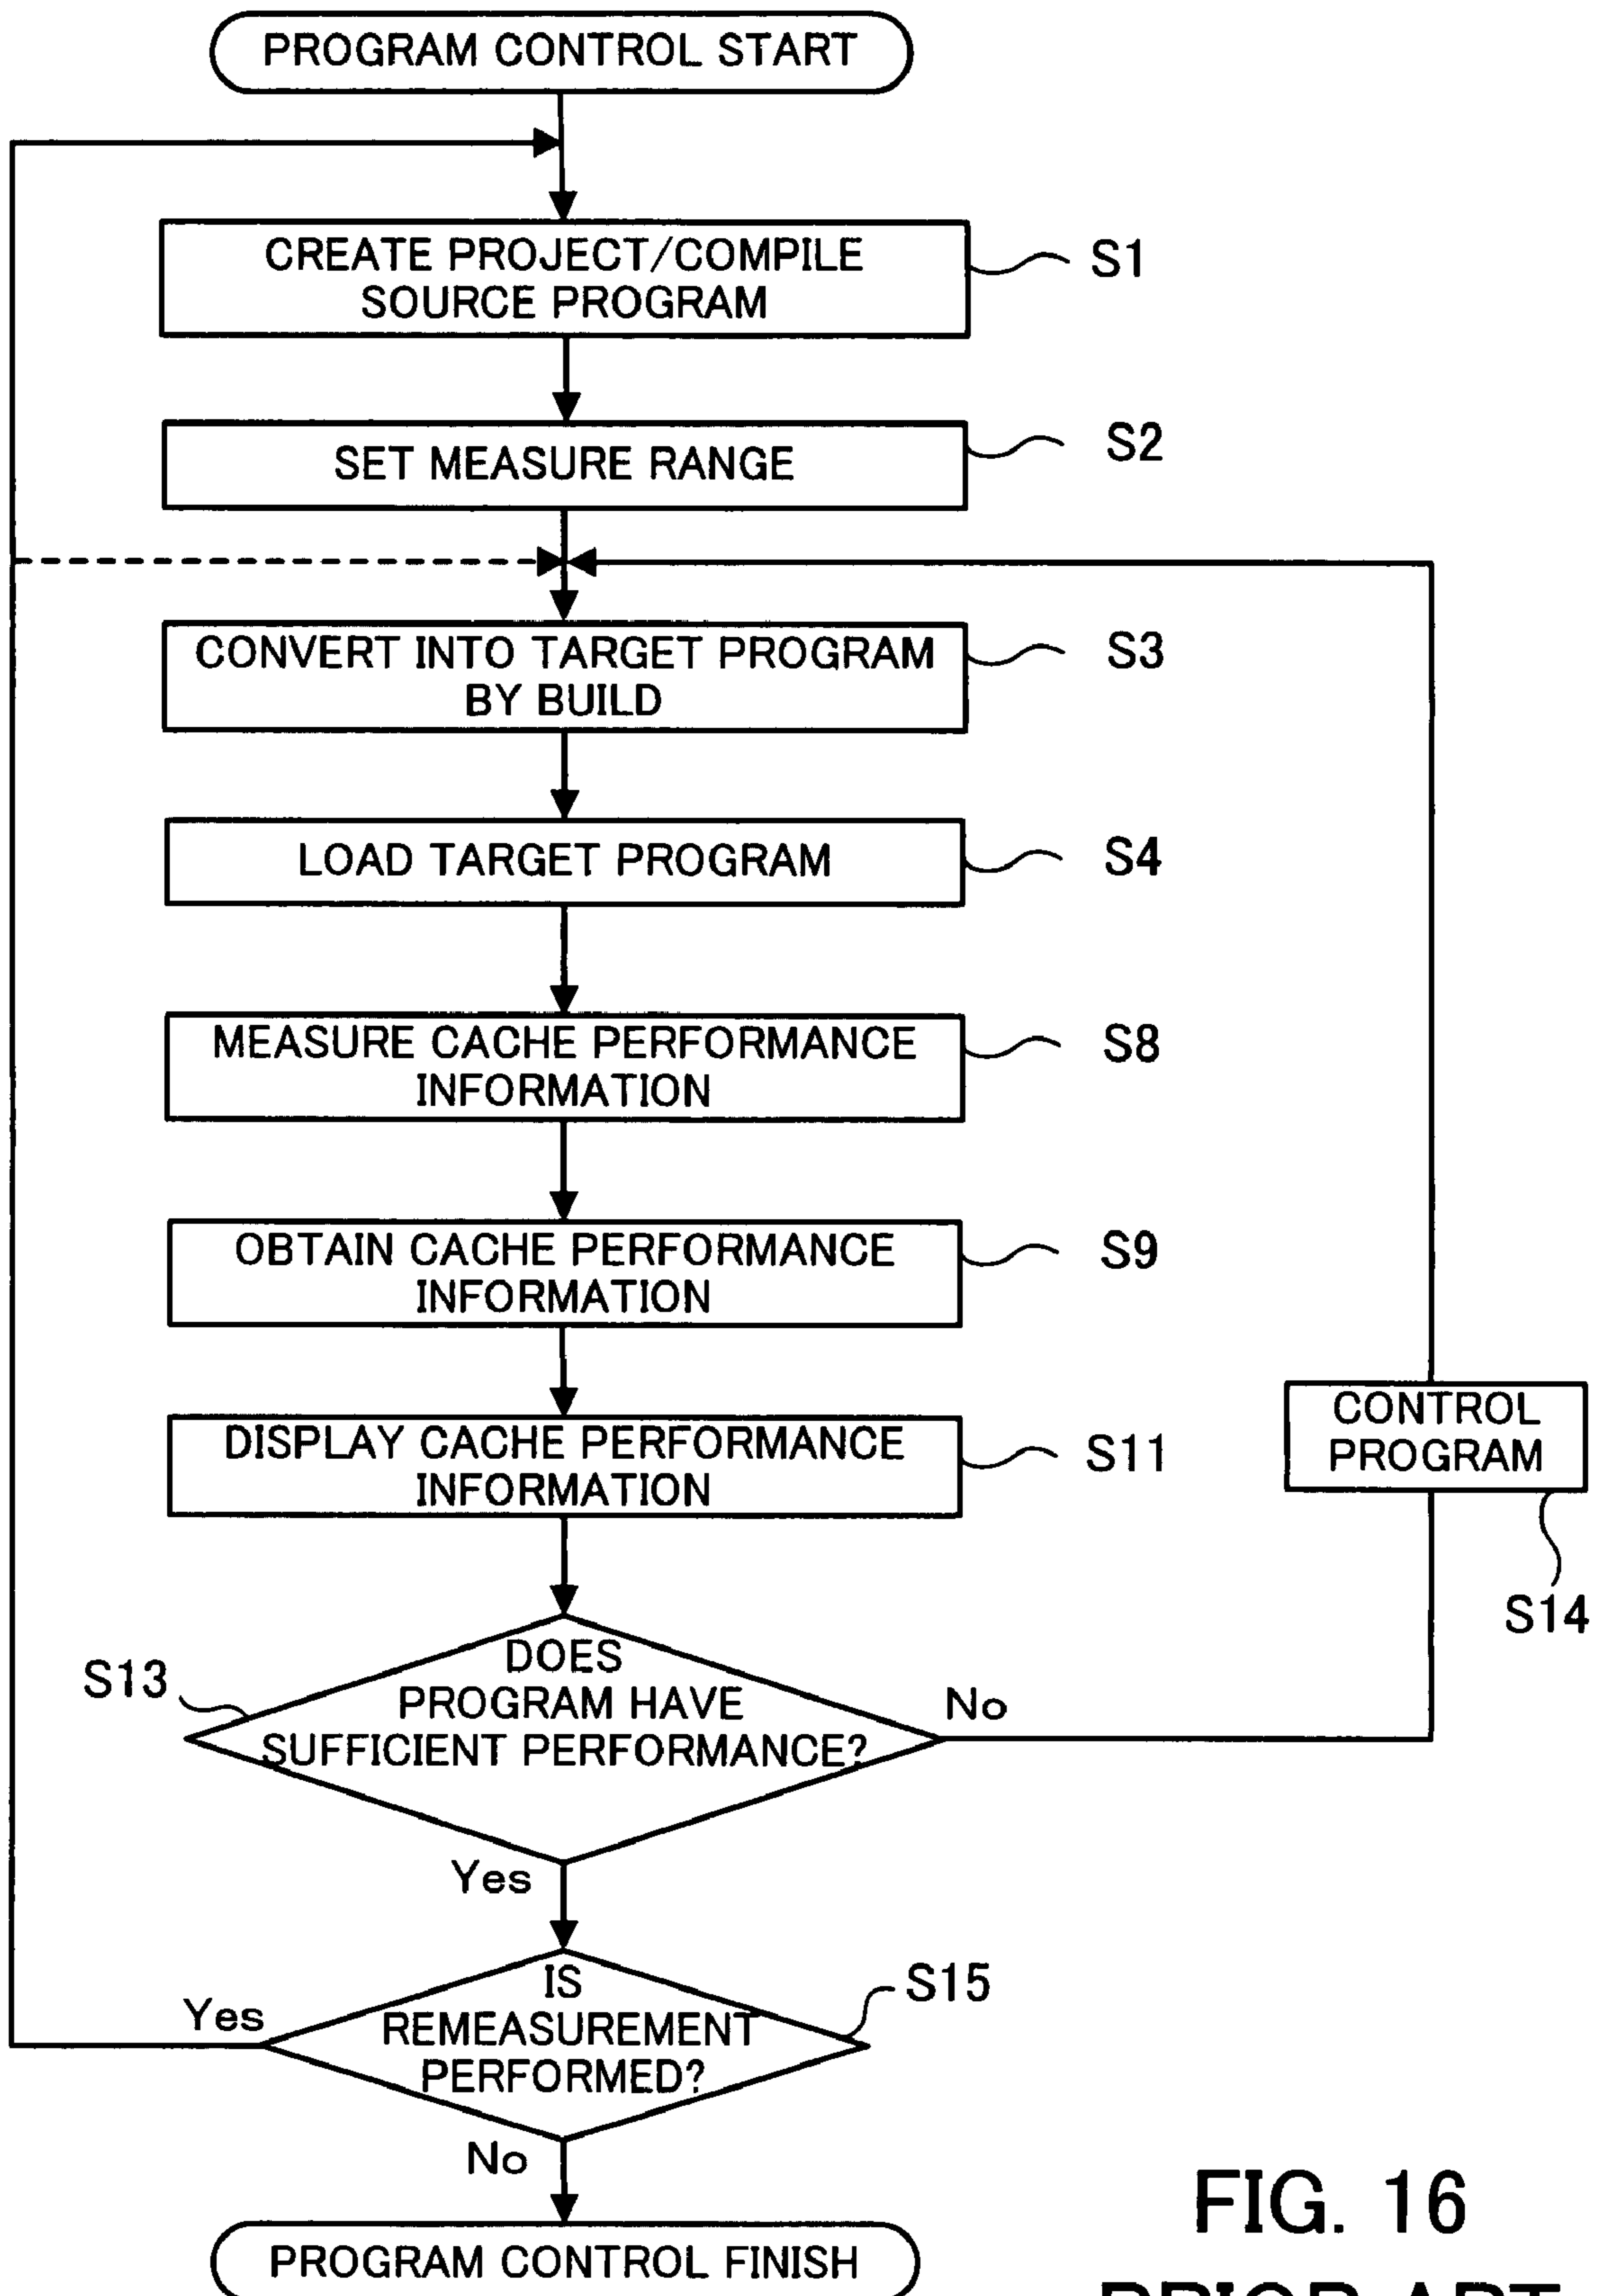 PROGRAM CONTROL START
CREATE PROJECT/COMPILE
SOURCE PROGRAM
S1
SET MEASURE RANGE
S2
CONVERT INTO TARGET PROGRAM
BY BUILD
S3
LOAD TARGET PROGRAM
S4
MEASURE CACHE PERFORMANCE
INFORMATION
S8
OBTAIN CACHE PERFORMANCE
INFORMATION
S9
DISPLAY CACHE PERFORMANCE
INFORMATION
S11
CONTROL
PROGRAM
S14
S13
DOES
PROGRAM HAVE
SUFFICIENT PERFORMANCE?
No
Yes
IS
REMEASUREMENT
PERFORMED?
S15
Yes
No
PROGRAM CONTROL FINISH
FIG. 16
PRIOR ART